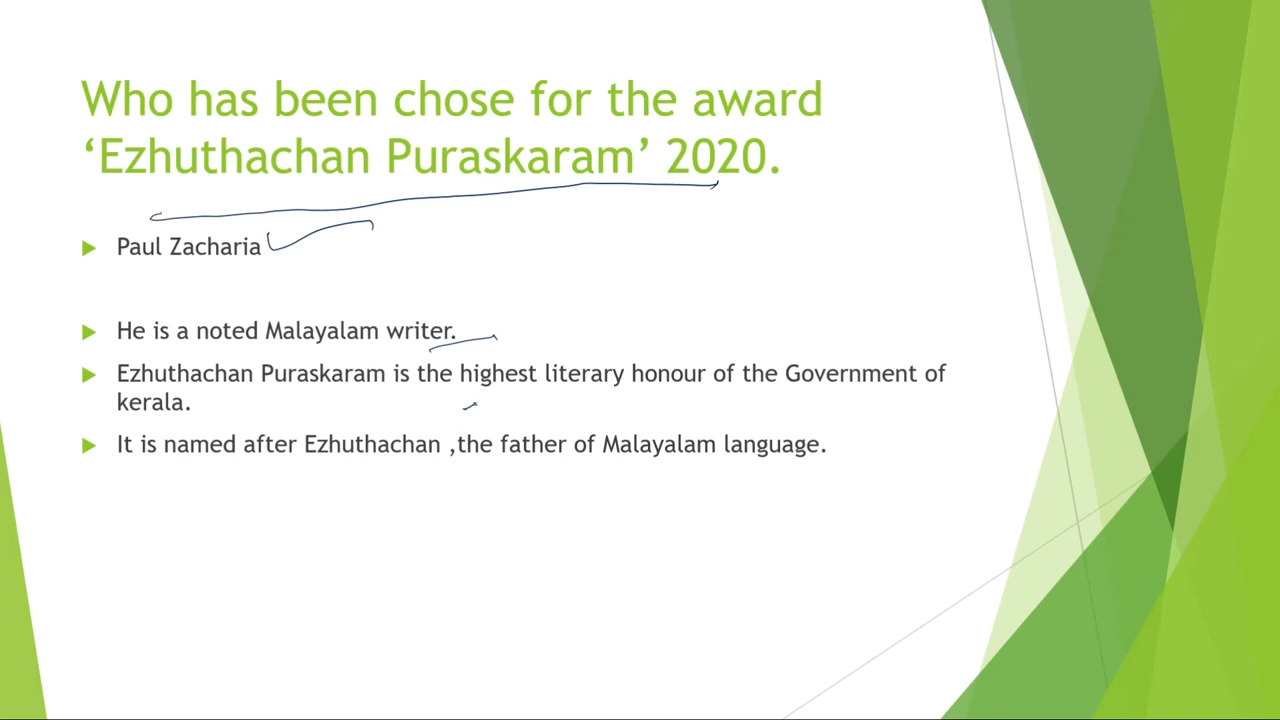 Who has been chose for the award
‘Ezhuthachan Puraskaram’ 2020.
Paul Zacharia
He is a noted Malayalam writer.
Ezhuthachan Puraskaram is the highest literary honour of the Government of
kerala.
It is named after Ezhuthachan ,the father of Malayalam language.